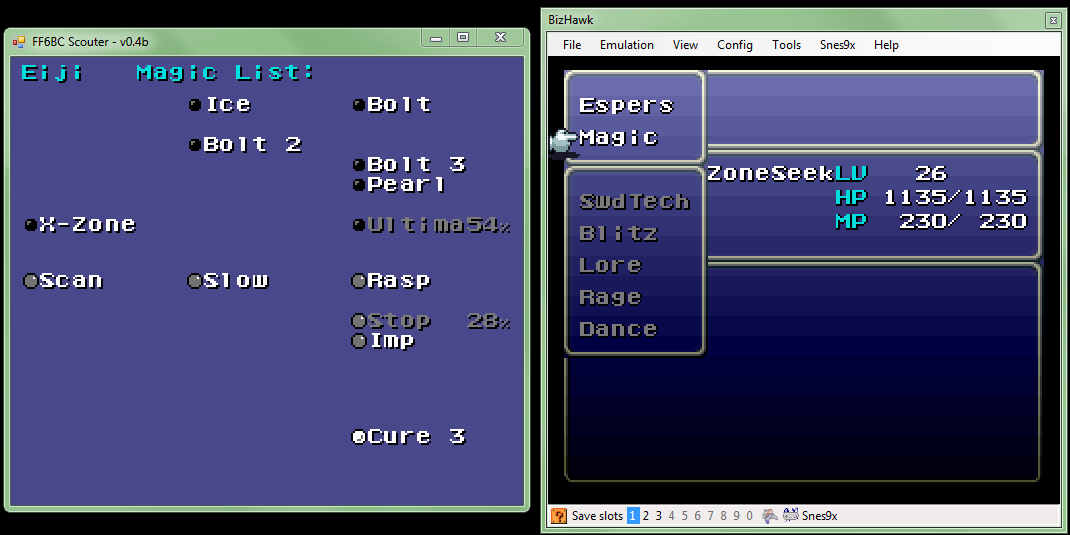 FF6BC Scouter - v0.4b
Eiji Magic List:
Ice Bolt
Bolt 2
Bolt 3
Pearl
X-Zone Ultima 54%
Scan Slow Rasp
Stop 28%
Imp
Cure 3
BizHawk
File Emulation View Config Tools Snes9x Help
Espers
Magic
ZoneSeek LV 26
HP 1135/1135
MP 230/ 230
SwdTech
Blitz
Lore
Rage
Dance
Save slots 1 2 3 4 5 6 7 8 9 0 Snes9x